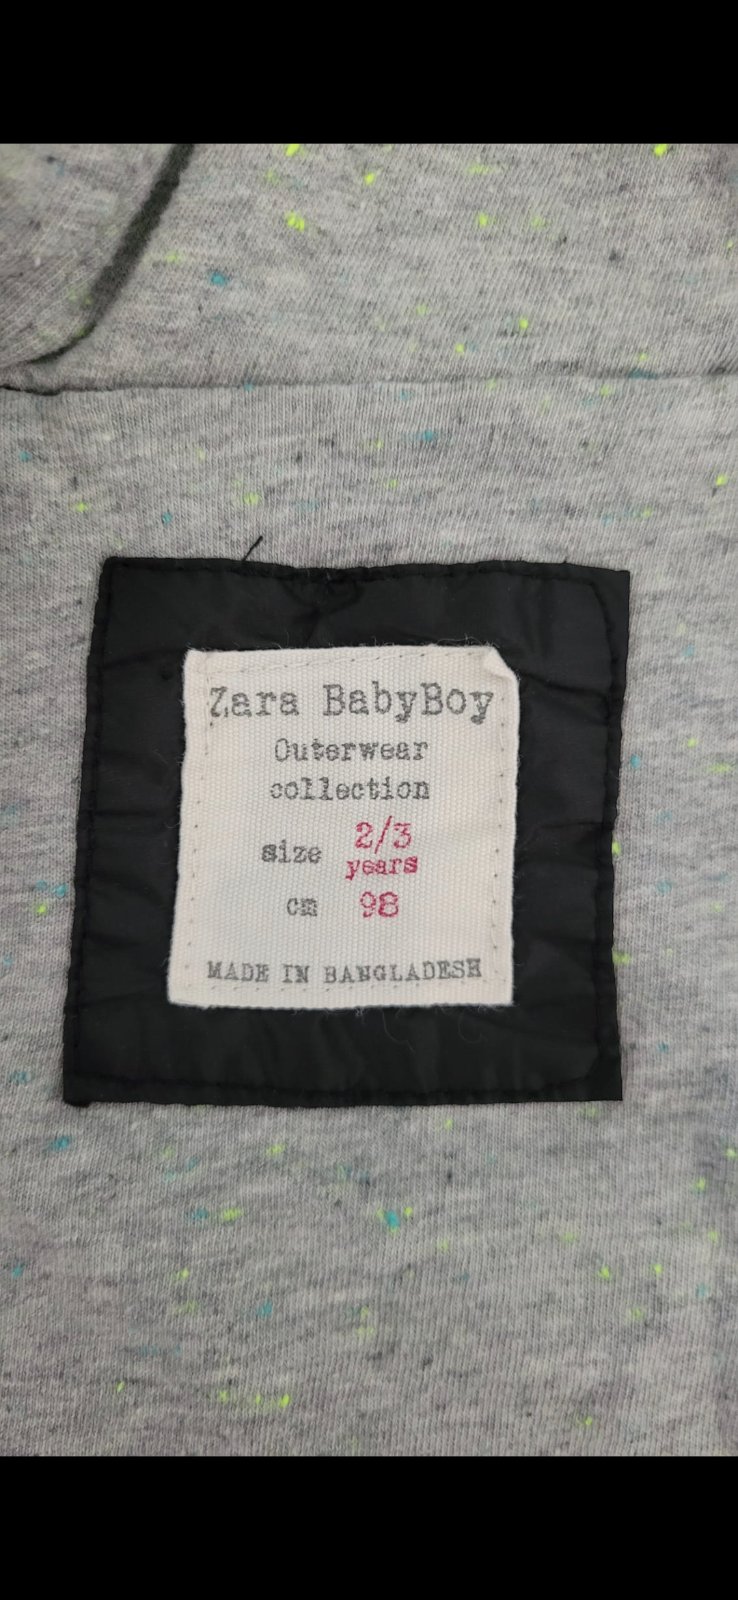 Zara BabyBoy
Outerwear
collection
size 2/3
years
cm 98
MADE IN BANGLADESH